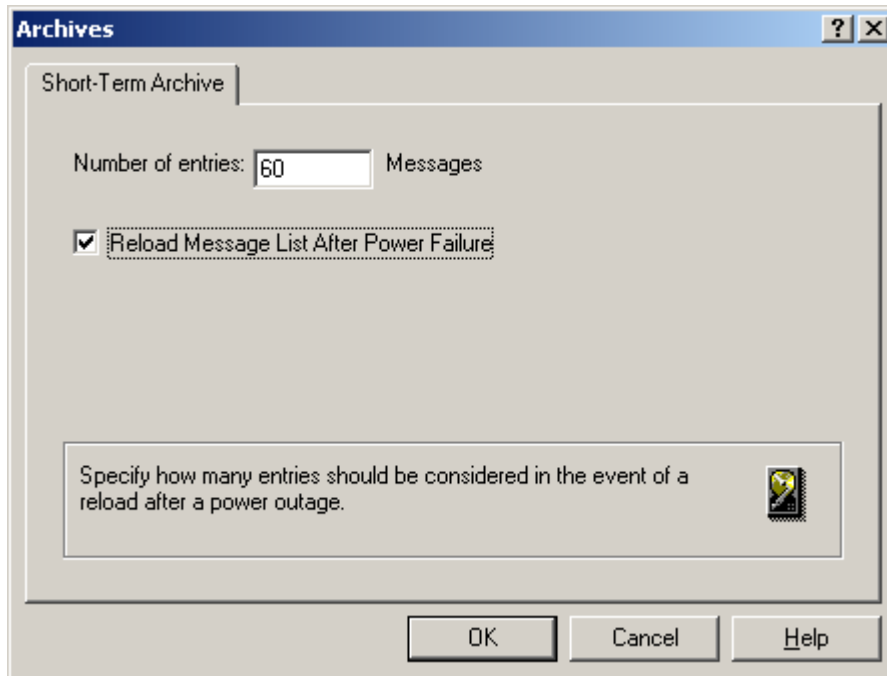 Archives
Short-Term Archive
Number of entries: 60 Messages
Reload Message List After Power Failure
Specify how many entries should be considered in the event of a
reload after a power outage.
OK Cancel Help